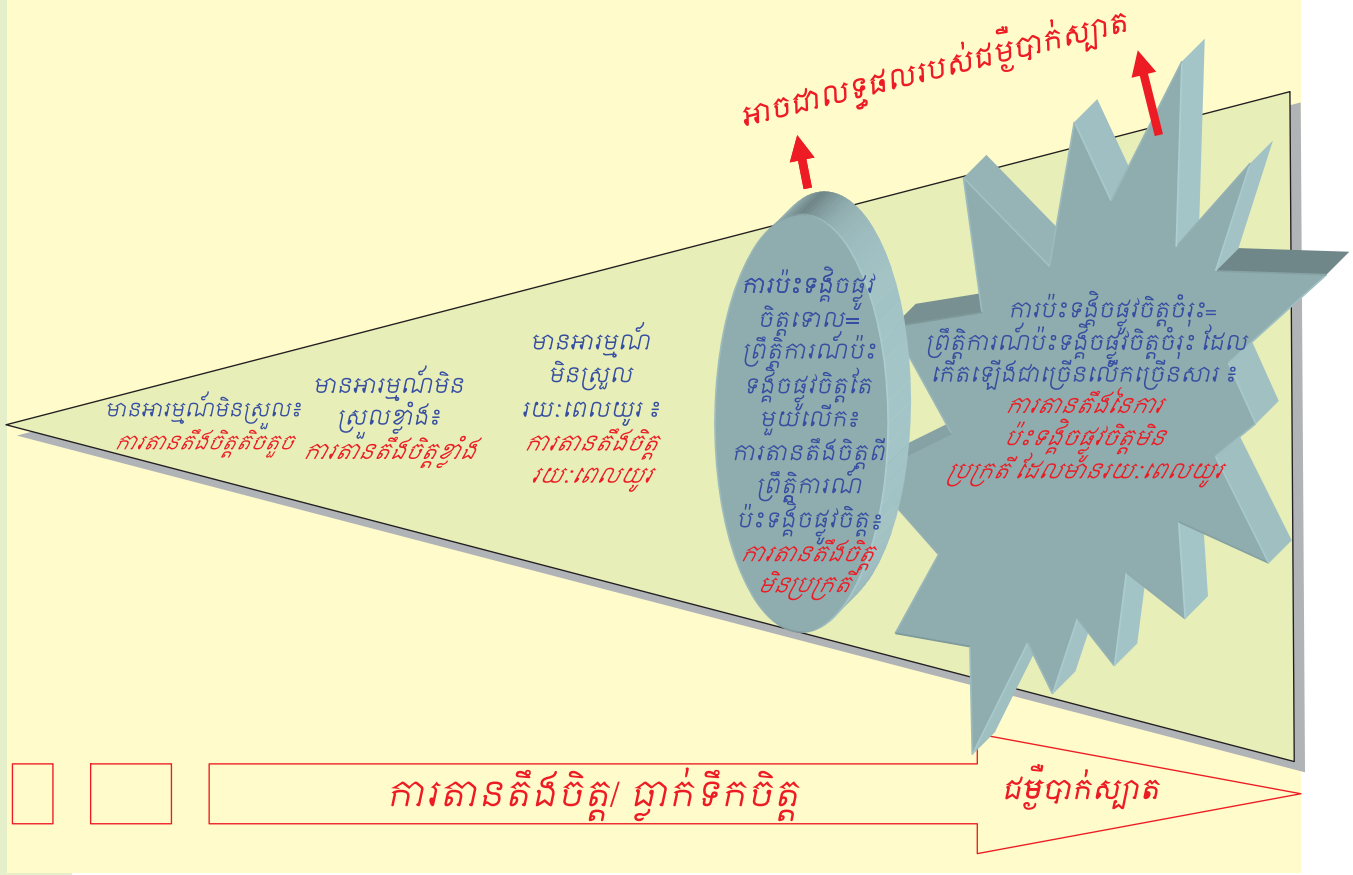 អាចជាលទ្ធផលរបស់ជម្ងឺបាក់ស្បាត
មានអារម្មណ៍មិនស្រួល៖
ការតានតឹងចិត្តតិចតួច
មានអារម្មណ៍មិន
ស្រួលខ្លាំង៖
ការតានតឹងចិត្តខ្លាំង
មានអារម្មណ៍
មិនស្រួល
រយៈពេលយូរ ៖
ការតានតឹងចិត្ត
រយៈពេលយូរ
ការប៉ះទង្គិចផ្លូវ
ចិត្តទោល=
ព្រឹត្តិការណ៍ប៉ះ
ទង្គិចផ្លូវចិត្តតែ
មួយលើក៖
ការតានតឹងចិត្តពី
ព្រឹត្តិការណ៍
ប៉ះទង្គិចផ្លូវចិត្ត៖
ការតានតឹងចិត្ត
មិនប្រក្រតី
ការប៉ះទង្គិចផ្លូវចិត្តចំរុះ=
ព្រឹត្តិការណ៍ប៉ះទង្គិចផ្លូវចិត្តចំរុះ ដែល
កើតឡើងជាច្រើនលើកច្រើនសារ ៖
ការតានតឹងនៃការ
ប៉ះទង្គិចផ្លូវចិត្តមិន
ប្រក្រតី ដែលមានរយៈពេលយូរ
ការតានតឹងចិត្ត/ ធ្លាក់ទឹកចិត្ត
ជម្ងឺបាក់ស្បាត